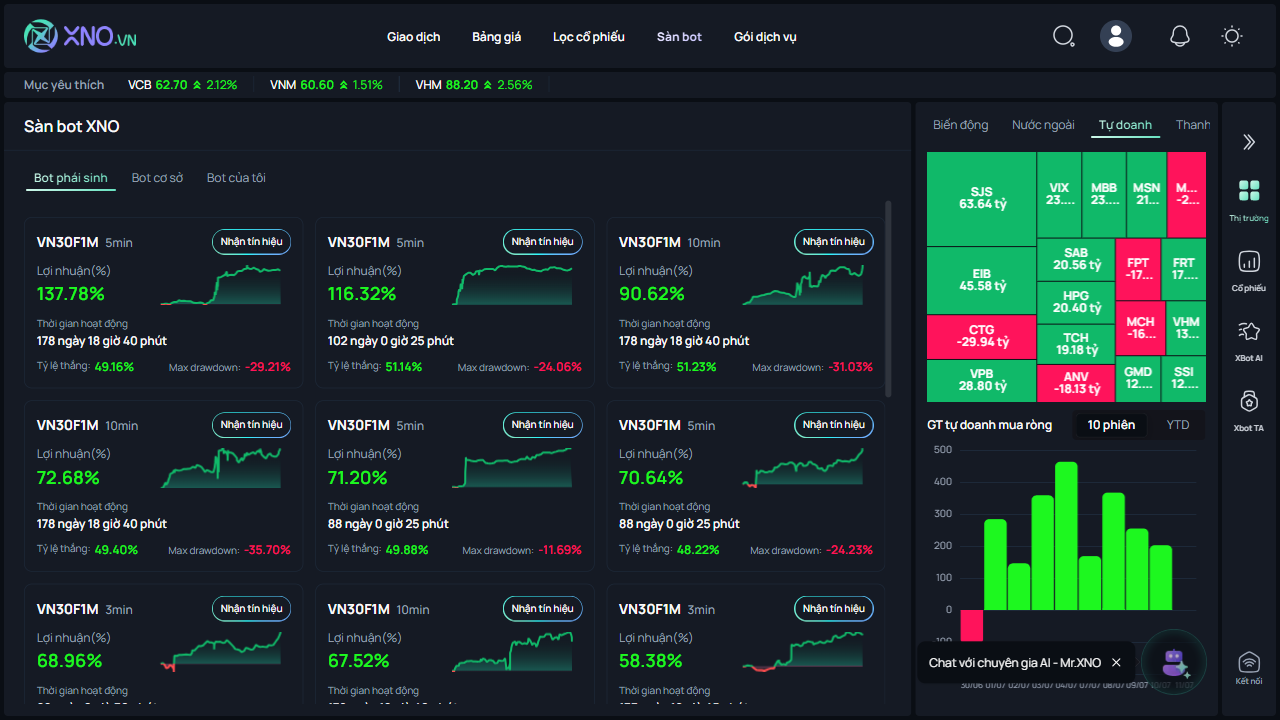 XNO.VN
Giao dịch Bảng giá Lọc cổ phiếu Sàn bot Gói dịch vụ
Mục yêu thích VCB 62.70 2.12% VNM 60.60 1.51% VHM 88.20 2.56%
Sàn bot XNO
Bot phái sinh Bot cơ sở Bot của tôi
VN30F1M 5min Nhận tín hiệu
Lợi nhuận(%)
137.78%
Thời gian hoạt động
178 ngày 18 giờ 40 phút
Tỷ lệ thắng: 49.16% Max drawdown: -29.21%
VN30F1M 5min Nhận tín hiệu
Lợi nhuận(%)
116.32%
Thời gian hoạt động
102 ngày 0 giờ 25 phút
Tỷ lệ thắng: 51.14% Max drawdown: -24.06%
VN30F1M 10min Nhận tín hiệu
Lợi nhuận(%)
90.62%
Thời gian hoạt động
178 ngày 18 giờ 40 phút
Tỷ lệ thắng: 51.23% Max drawdown: -31.03%
VN30F1M 10min Nhận tín hiệu
Lợi nhuận(%)
72.68%
Thời gian hoạt động
178 ngày 18 giờ 40 phút
Tỷ lệ thắng: 49.40% Max drawdown: -35.70%
VN30F1M 5min Nhận tín hiệu
Lợi nhuận(%)
71.20%
Thời gian hoạt động
88 ngày 0 giờ 25 phút
Tỷ lệ thắng: 49.88% Max drawdown: -11.69%
VN30F1M 5min Nhận tín hiệu
Lợi nhuận(%)
70.64%
Thời gian hoạt động
88 ngày 0 giờ 25 phút
Tỷ lệ thắng: 48.22% Max drawdown: -24.23%
VN30F1M 3min Nhận tín hiệu
Lợi nhuận(%)
68.96%
Thời gian hoạt động
VN30F1M 10min Nhận tín hiệu
Lợi nhuận(%)
67.52%
Thời gian hoạt động
VN30F1M 3min Nhận tín hiệu
Lợi nhuận(%)
58.38%
Thời gian hoạt động
Biến động Nước ngoài Tự doanh Thanh
SJS
63.64 tỷ
VIX
23....
MBB
23....
MSN
21...
M...
-2...
EIB
45.58 tỷ
SAB
20.56 tỷ
FPT
-17...
FRT
17....
HPG
20.40 tỷ
CTG
-29.94 tỷ
MCH
-16...
VHM
13...
TCH
19.18 tỷ
VPB
28.80 tỷ
ANV
-18.13 tỷ
GMD
12....
SSI
12....
GT tự doanh mua ròng 10 phiên YTD
500
400
300
200
100
0
-100
30/06 01/07 02/07 03/07 04/07 07/07 08/07 09/07 10/07 11/07
Chat với chuyên gia AI - Mr.XNO
Thị trường
Cổ phiếu
XBot AI
Xbot TA
Kết nối